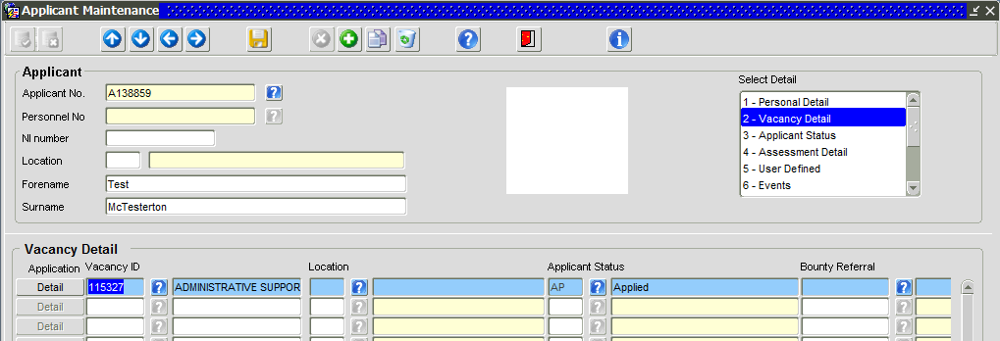 Applicant Maintenance
Applicant
Applicant No. A138859
Personnel No
NI number
Location
Forename Test
Surname McTesterton
Select Detail
1 - Personal Detail
2 - Vacancy Detail
3 - Applicant Status
4 - Assessment Detail
5 - User Defined
6 - Events
Vacancy Detail
Application Vacancy ID Location Applicant Status Bounty Referral
Detail 115327 ADMINISTRATIVE SUPPOR AP Applied
Detail
Detail